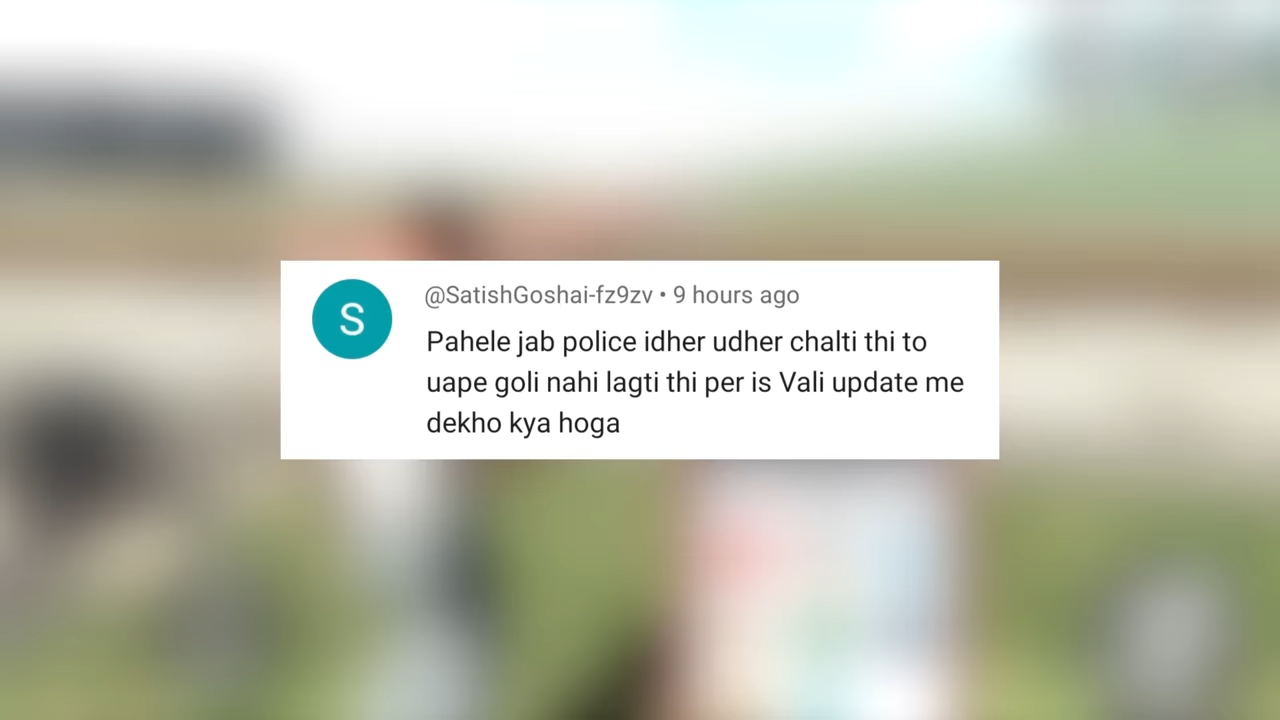 S
@SatishGoshai-fz9zv • 9 hours ago
Pahele jab police idher udher chalti thi to
uape goli nahi lagti thi per is Vali update me
dekho kya hoga